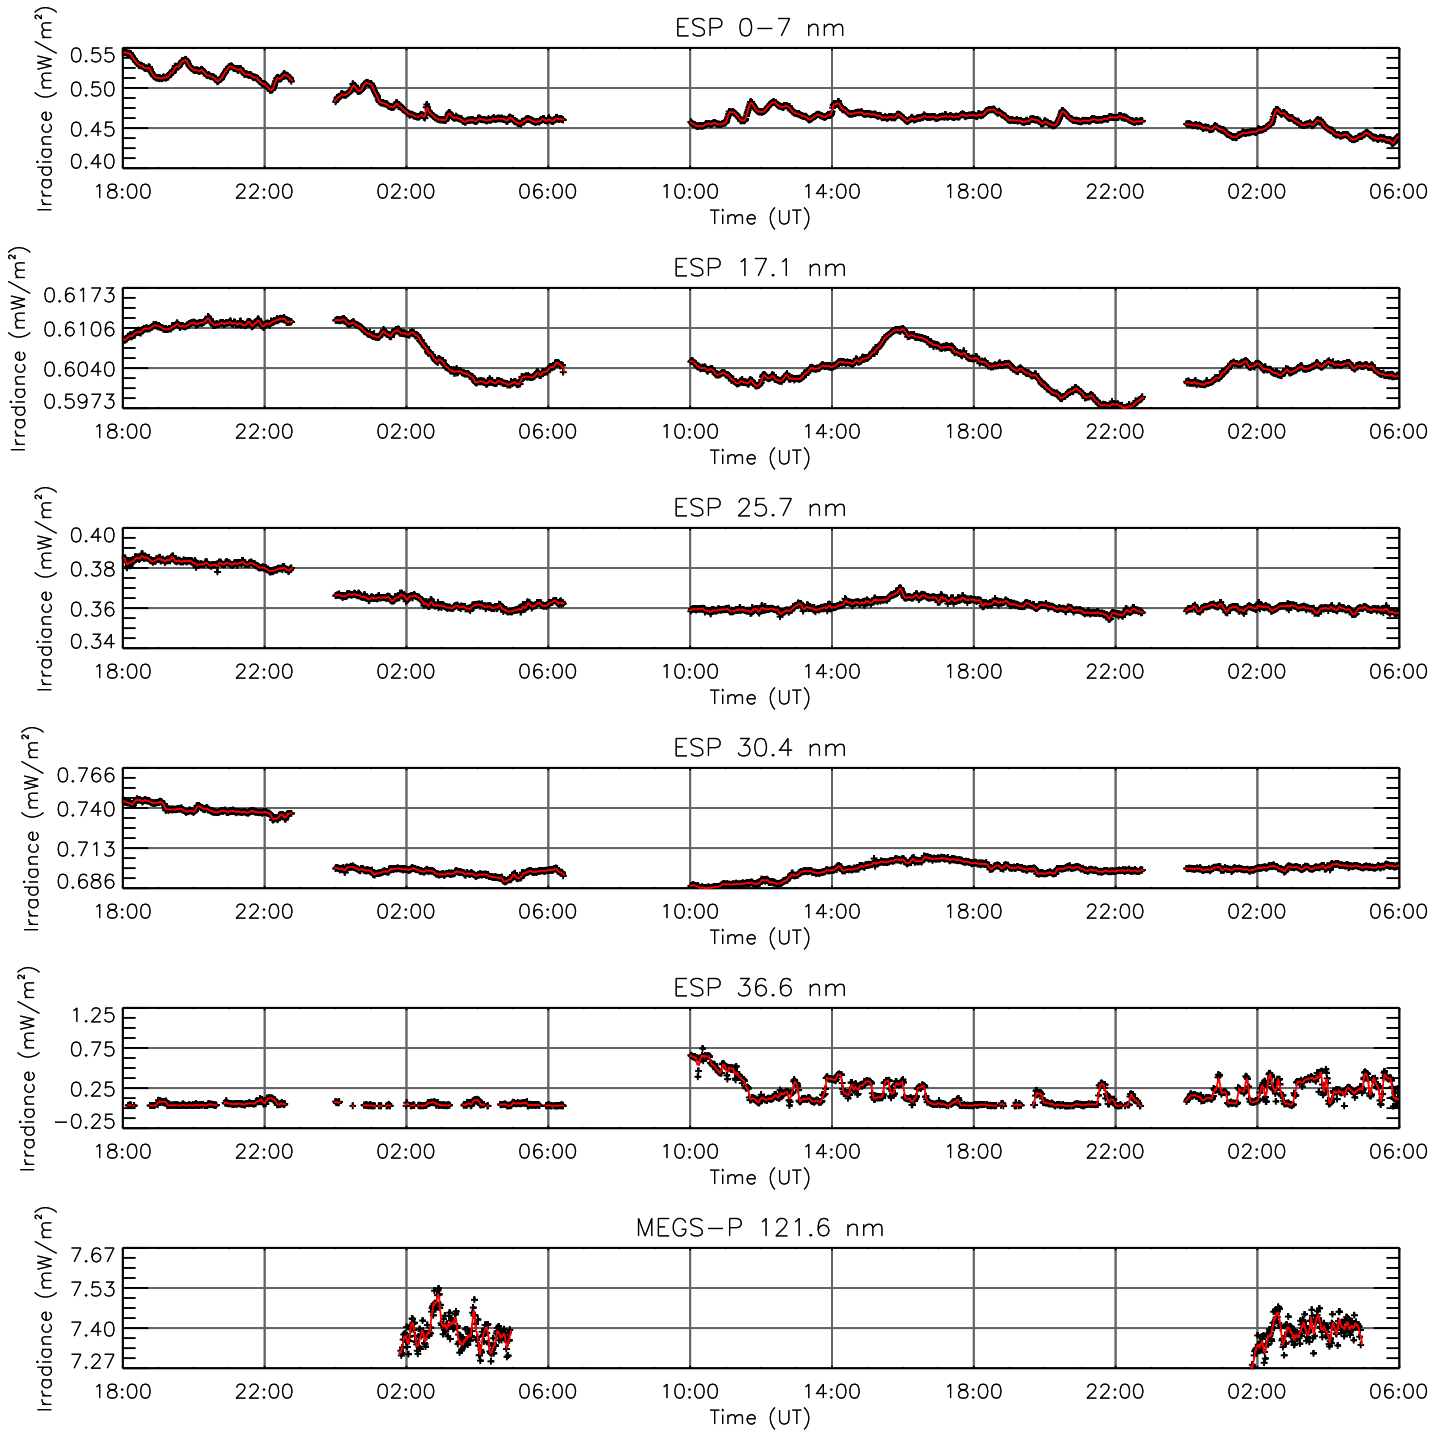 ESP 0-7 nm
Irradiance (mW/m²)
0.55
0.50
0.45
0.40
18:00 22:00 02:00 06:00 10:00 14:00 18:00 22:00 02:00 06:00
Time (UT)
ESP 17.1 nm
Irradiance (mW/m²)
0.6173
0.6106
0.6040
0.5973
18:00 22:00 02:00 06:00 10:00 14:00 18:00 22:00 02:00 06:00
Time (UT)
ESP 25.7 nm
Irradiance (mW/m²)
0.40
0.38
0.36
0.34
18:00 22:00 02:00 06:00 10:00 14:00 18:00 22:00 02:00 06:00
Time (UT)
ESP 30.4 nm
Irradiance (mW/m²)
0.766
0.740
0.713
0.686
18:00 22:00 02:00 06:00 10:00 14:00 18:00 22:00 02:00 06:00
Time (UT)
ESP 36.6 nm
Irradiance (mW/m²)
1.25
0.75
0.25
-0.25
18:00 22:00 02:00 06:00 10:00 14:00 18:00 22:00 02:00 06:00
Time (UT)
MEGS-P 121.6 nm
Irradiance (mW/m²)
7.67
7.53
7.40
7.27
18:00 22:00 02:00 06:00 10:00 14:00 18:00 22:00 02:00 06:00
Time (UT)